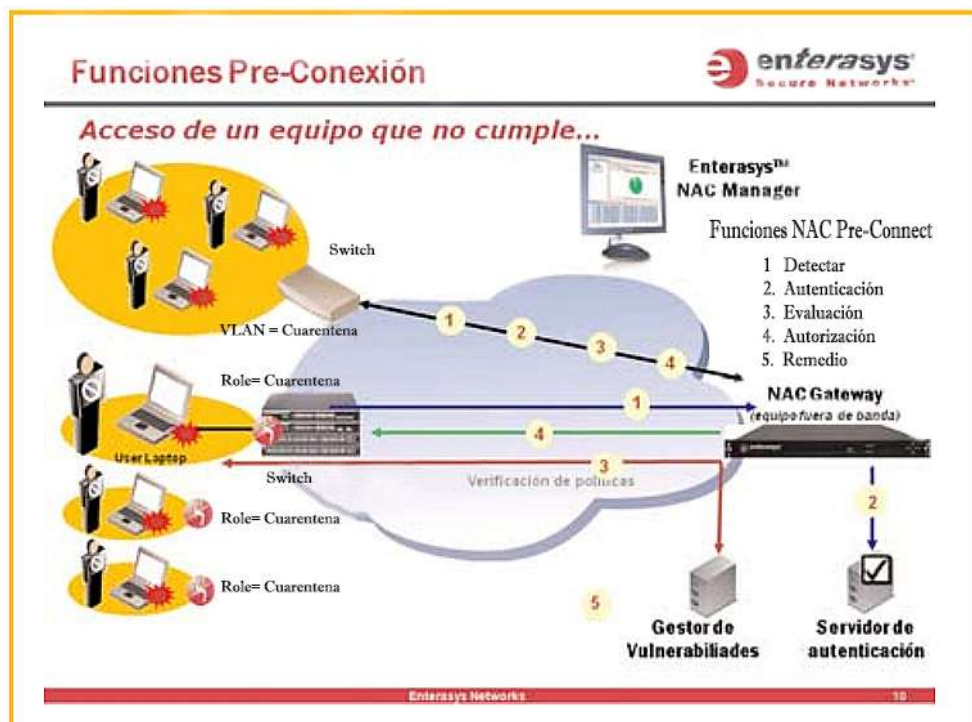 Funciones Pre-Conexión
enterasys
Secure Networks
Acceso de un equipo que no cumple...
Enterasys™
NAC Manager
Funciones NAC Pre-Connect
1 Detectar
2. Autenticación
3. Evaluación
4. Autorización
5. Remedio
Switch
VLAN = Cuarentena
1
2
3
4
Role= Cuarentena
NAC Gateway
(equipo fuera de banda)
1
4
enterasys
User Laptop
3
Switch
Verificación de políticas
2
Role= Cuarentena
Role= Cuarentena
5
Gestor de
Vulnerabiliades
Servidor de
autenticación
Enterasys Networks
10